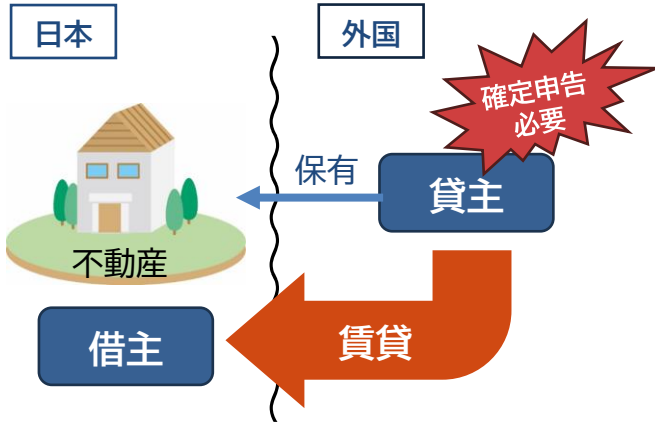 日本
外国
確定申告
必要
保有
貸主
不動産
借主
賃貸